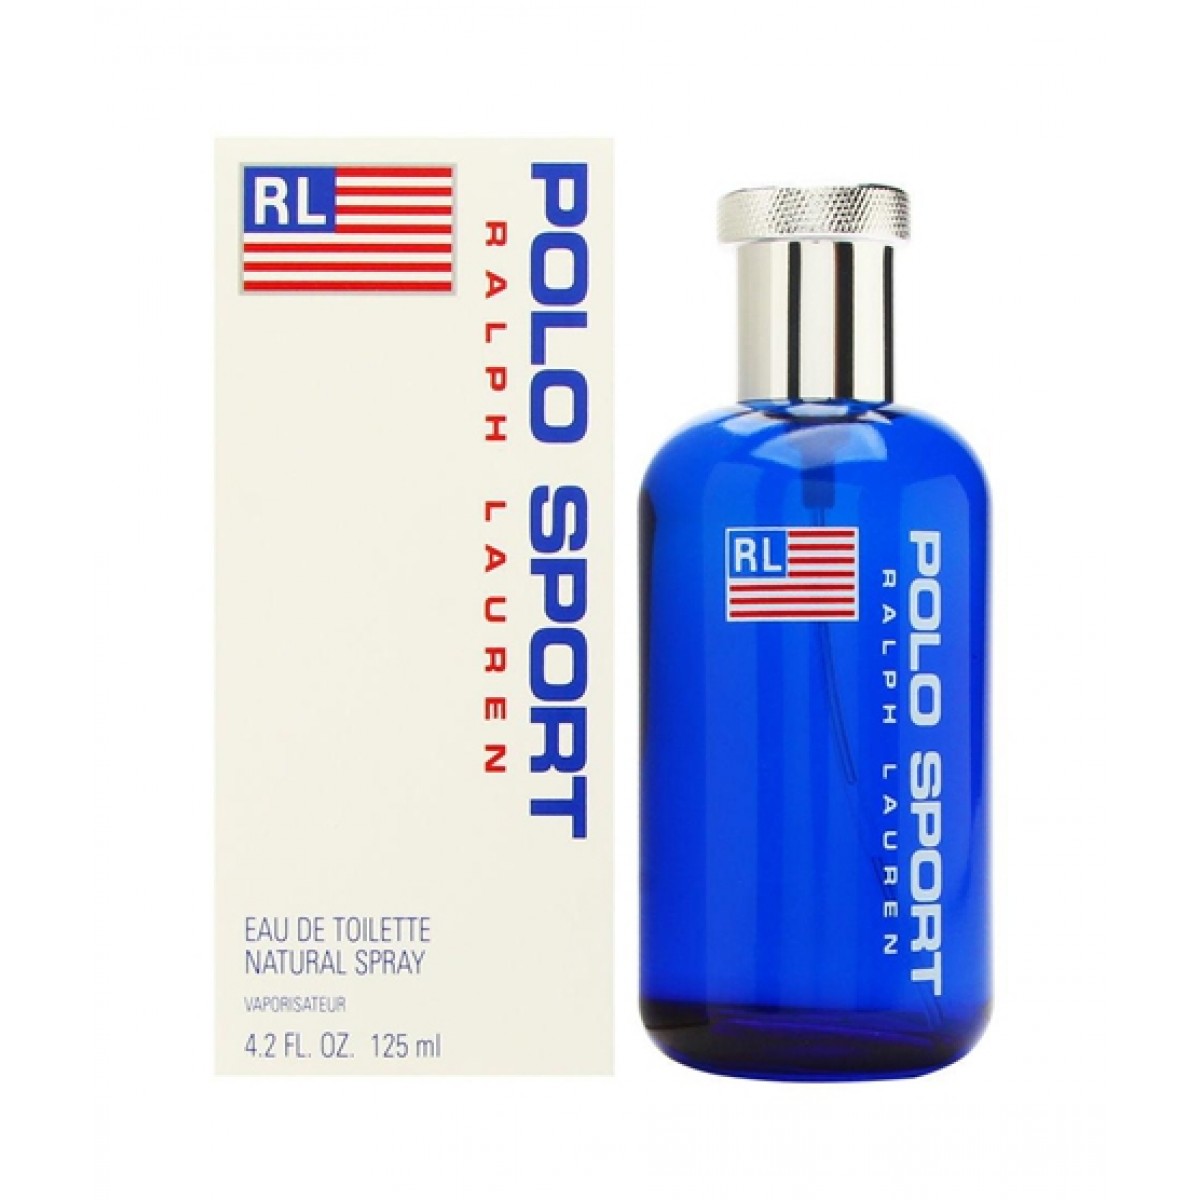 RL
POLO SPORT
RALPH LAUREN
EAU DE TOILETTE
NATURAL SPRAY
VAPORISATEUR
4.2 FL. OZ. 125 ml
RL
POLO SPORT
RALPH LAUREN